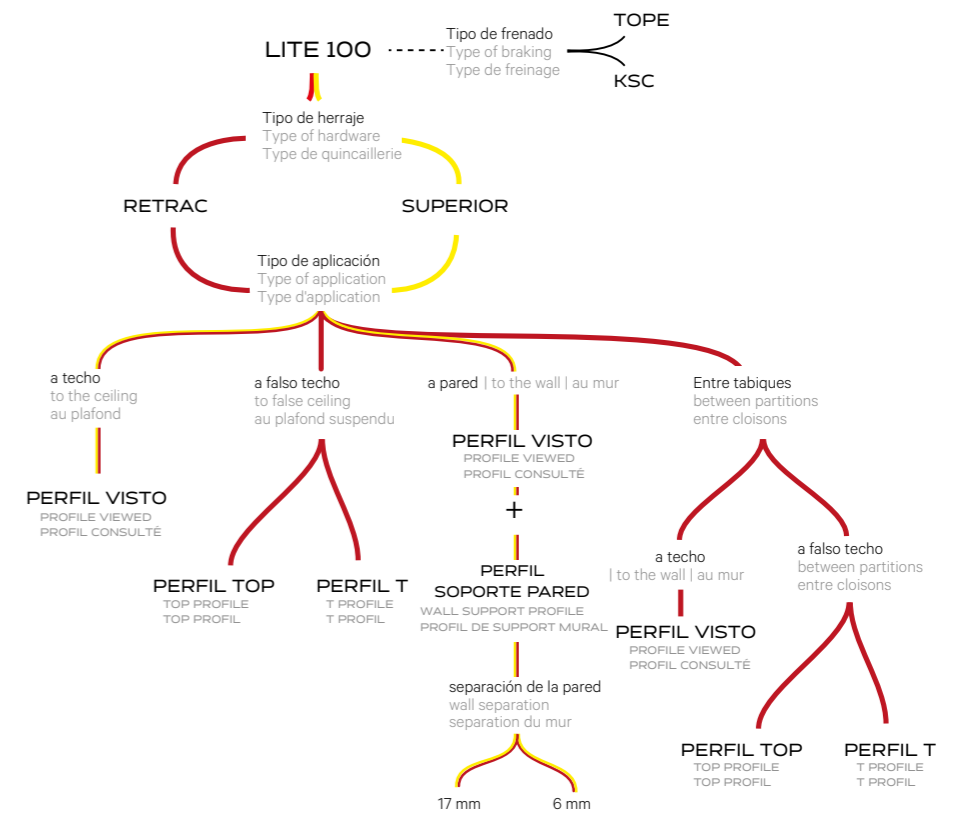 LITE 100
Tipo de frenado
Type of braking
Type de freinage
TOPE
KSC
Tipo de herraje
Type of hardware
Type de quincaillerie
RETRAC
SUPERIOR
Tipo de aplicación
Type of application
Type d'application
a techo
to the ceiling
au plafond
PERFIL VISTO
PROFILE VIEWED
PROFIL CONSULTÉ
a falso techo
to false ceiling
au plafond suspendu
PERFIL TOP
TOP PROFILE
TOP PROFIL
PERFIL T
T PROFILE
T PROFIL
a pared | to the wall | au mur
PERFIL VISTO
PROFILE VIEWED
PROFIL CONSULTÉ
+
PERFIL
SOPORTE PARED
WALL SUPPORT PROFILE
PROFIL DE SUPPORT MURAL
separación de la pared
wall separation
separation du mur
17 mm
6 mm
Entre tabiques
between partitions
entre cloisons
a techo
| to the wall | au mur
PERFIL VISTO
PROFILE VIEWED
PROFIL CONSULTÉ
a falso techo
between partitions
entre cloisons
PERFIL TOP
TOP PROFILE
TOP PROFIL
PERFIL T
T PROFILE
T PROFIL